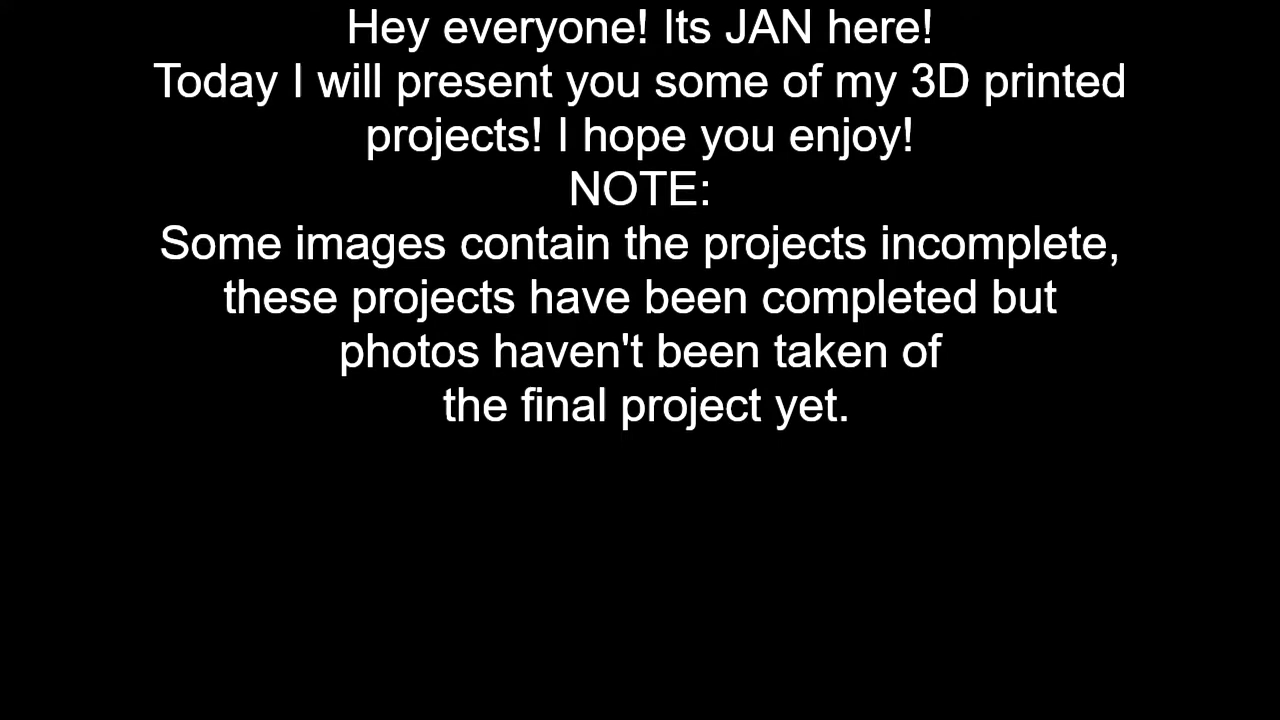 Hey everyone! Its JAN here!
Today I will present you some of my 3D printed
projects! I hope you enjoy!
NOTE:
Some images contain the projects incomplete,
these projects have been completed but
photos haven't been taken of
the final project yet.